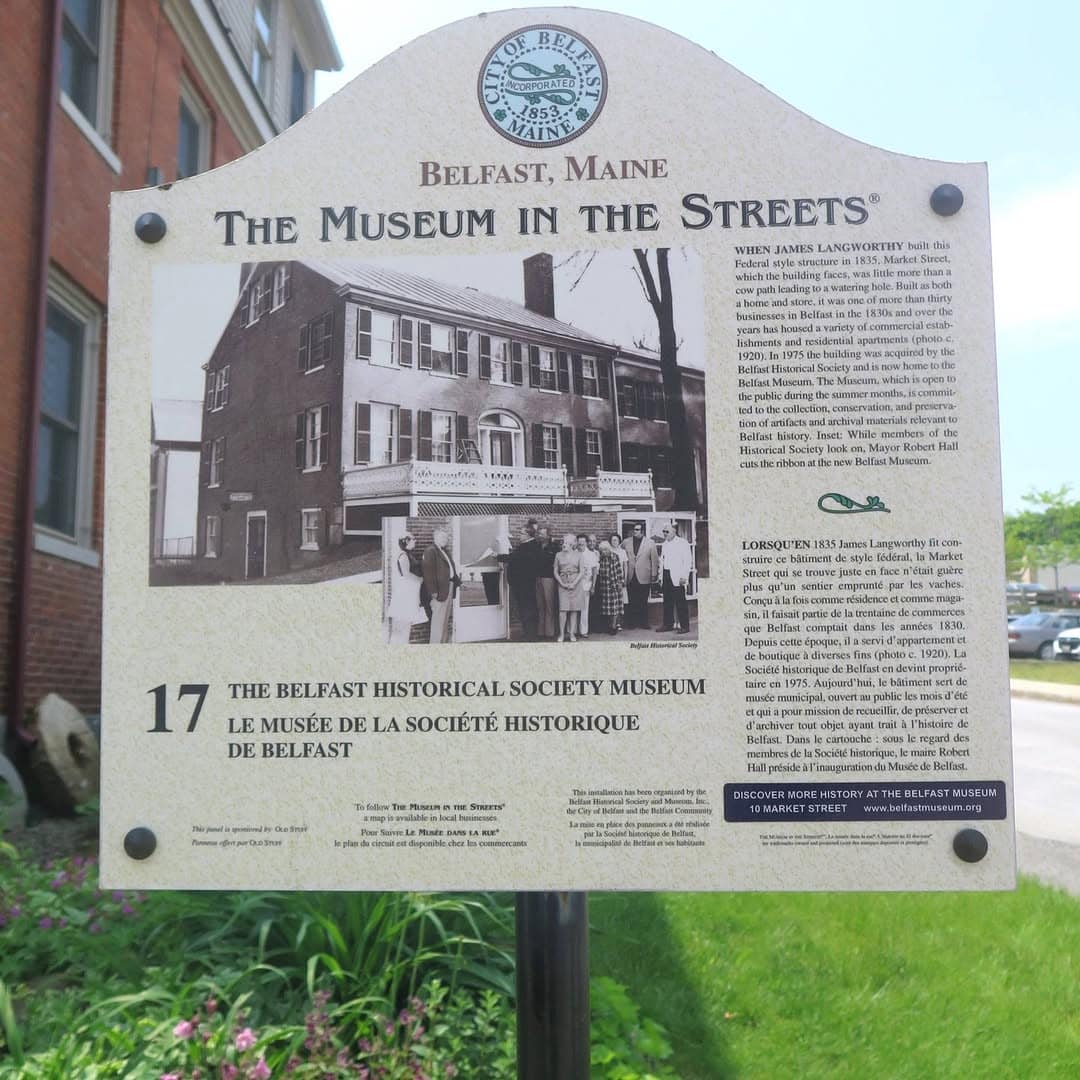 CITY OF BELFAST
INCORPORATED
1853
MAINE
BELFAST, MAINE
THE MUSEUM IN THE STREETS®
WHEN JAMES LANGWORTHY built this
Federal style structure in 1835, Market Street,
which the building faces, was little more than a
cow path leading to a watering hole. Built as both
a home and store, it was one of more than thirty
businesses in Belfast in the 1830s and over the
years has housed a variety of commercial estab-
lishments and residential apartments (photo c.
1920). In 1975 the building was acquired by the
Belfast Historical Society and is now home to the
Belfast Museum. The Museum, which is open to
the public during the summer months, is commit-
ted to the collection, conservation, and preserva-
tion of artifacts and archival materials relevant to
Belfast history. Inset: While members of the
Historical Society look on, Mayor Robert Hall
cuts the ribbon at the new Belfast Museum.
LORSQU'EN 1835 James Langworthy fit con-
struire ce bâtiment de style fédéral, la Market
Street qui se trouve juste en face n'était guère
plus qu'un sentier emprunté par les vaches.
Conçu à la fois comme résidence et comme maga-
sin, il faisait partie de la trentaine de commerces
que Belfast comptait dans les années 1830.
Depuis cette époque, il a servi d'appartement et
de boutique à diverses fins (photo c. 1920). La
Société historique de Belfast en devint proprié-
taire en 1975. Aujourd'hui, le bâtiment sert de
musée municipal, ouvert au public les mois d'été
et qui a pour mission de recueillir, de préserver et
d'archiver tout objet ayant trait à l'histoire de
Belfast. Dans le cartouche : sous le regard des
membres de la Société historique, le maire Robert
Hall préside à l'inauguration du Musée de Belfast.
Belfast Historical Society
17
THE BELFAST HISTORICAL SOCIETY MUSEUM
LE MUSÉE DE LA SOCIÉTÉ HISTORIQUE
DE BELFAST
This panel is sponsored by OLD STUFF
Panneau offert par OLD STUFF
To follow THE MUSEUM IN THE STREETS®
a map is available in local businesses
Pour Suivre LE MUSÉE DANS LA RUE®
le plan du circuit est disponible chez les commerçants
This installation has been organized by the
Belfast Historical Society and Museum, Inc.,
the City of Belfast and the Belfast Community
La mise en place des panneaux a été réalisée
par la Société historique de Belfast,
la municipalité de Belfast et ses habitants
DISCOVER MORE HISTORY AT THE BELFAST MUSEUM
10 MARKET STREET www.belfastmuseum.org